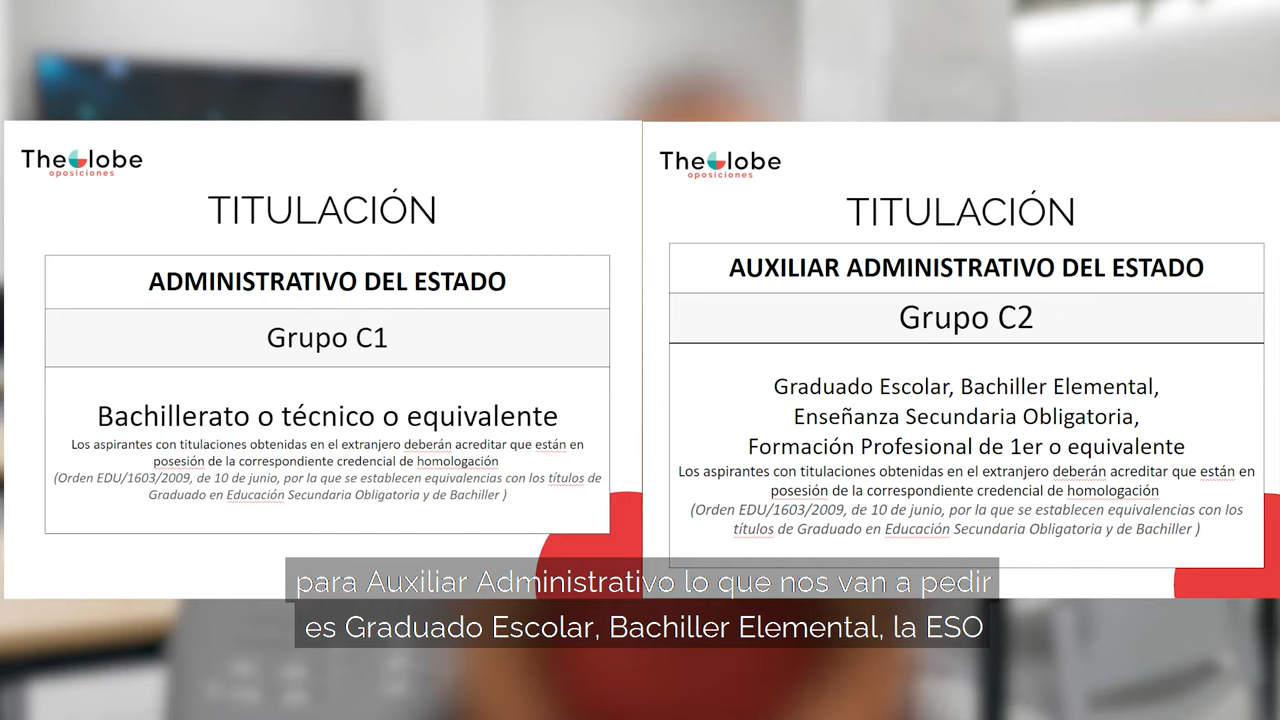 TheGlobe
oposiciones
TITULACIÓN
ADMINISTRATIVO DEL ESTADO
Grupo C1
Bachillerato o técnico o equivalente
Los aspirantes con titulaciones obtenidas en el extranjero deberán acreditar que están en
posesión de la correspondiente credencial de homologación
(Orden EDU/1603/2009, de 10 de junio, por la que se establecen equivalencias con los títulos de
Graduado en Educación Secundaria Obligatoria y de Bachiller )
TheGlobe
oposiciones
TITULACIÓN
AUXILIAR ADMINISTRATIVO DEL ESTADO
Grupo C2
Graduado Escolar, Bachiller Elemental,
Enseñanza Secundaria Obligatoria,
Formación Profesional de 1er o equivalente
Los aspirantes con titulaciones obtenidas en el extranjero deberán acreditar que están en
posesión de la correspondiente credencial de homologación
(Orden EDU/1603/2009, de 10 de junio, por la que se establecen equivalencias con los
títulos de Graduado en Educación Secundaria Obligatoria y de Bachiller )
para Auxiliar Administrativo lo que nos van a pedir
es Graduado Escolar, Bachiller Elemental, la ESO